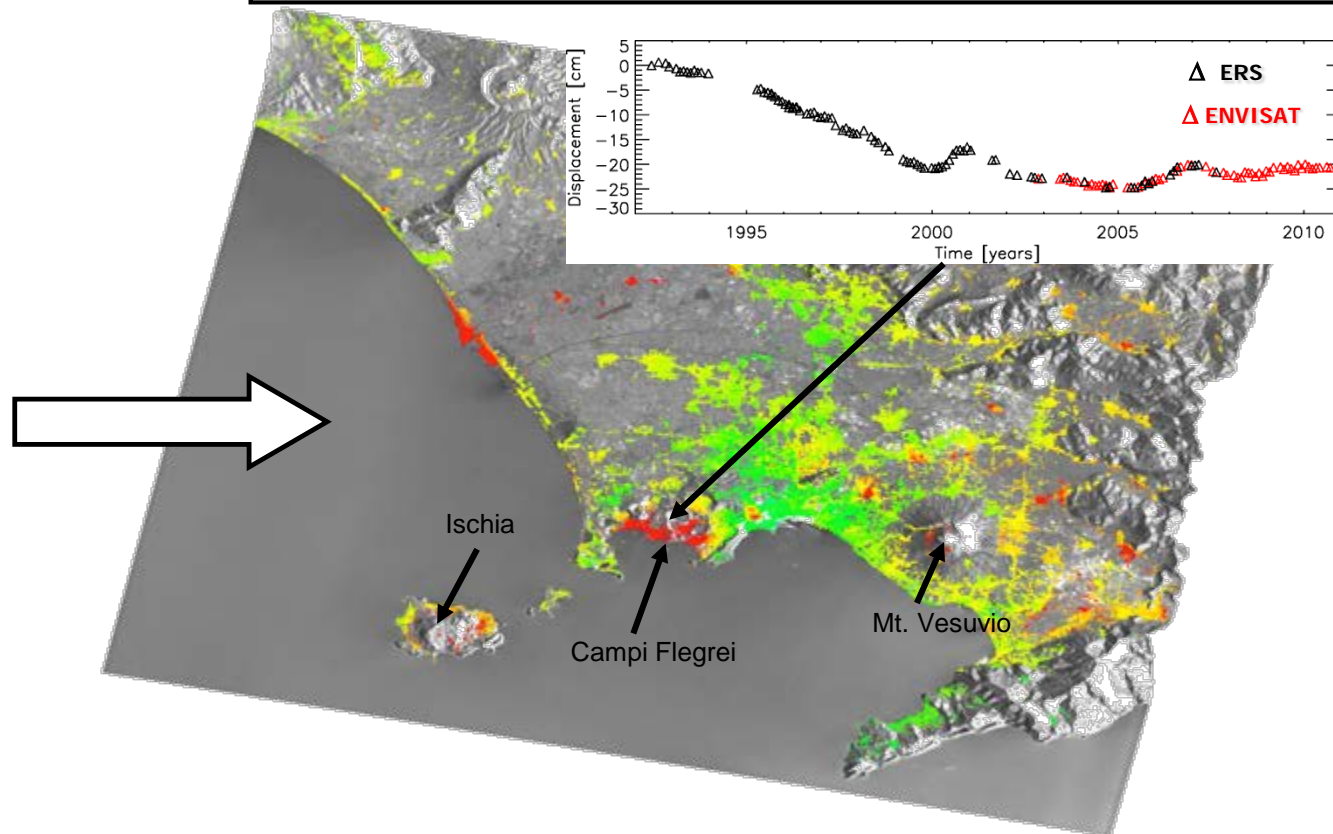 Displacement [cm]
5
0
-5
-10
-15
-20
-25
-30
Δ ERS
Δ ENVISAT
1995
2000
2005
2010
Time [years]
Ischia
Campi Flegrei
Mt. Vesuvio